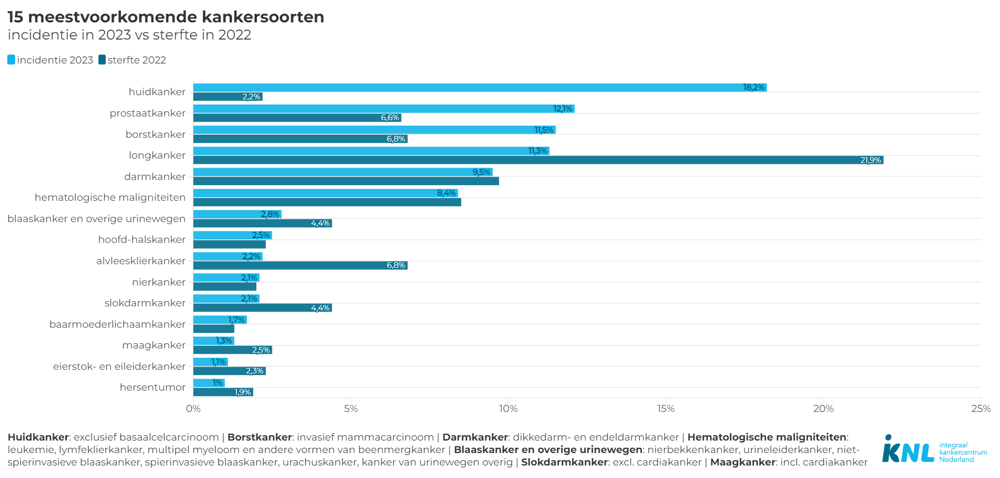 15 meestvoorkomende kankersoorten
incidentie in 2023 vs sterfte in 2022
incidentie 2023 sterfte 2022
huidkanker 18,2% 2,2%
prostaatkanker 12,1% 6,6%
borstkanker 11,5% 6,8%
longkanker 11,3% 21,9%
darmkanker 9,5%
hematologische maligniteiten 8,4%
blaaskanker en overige urinewegen 2,8% 4,4%
hoofd-halskanker 2,5%
alvleesklierkanker 2,2% 6,8%
nierkanker 2,1%
slokdarmkanker 2,1% 4,4%
baarmoederlichaamkanker 1,7%
maagkanker 1,3% 2,5%
eierstok- en eileiderkanker 1,1% 2,3%
hersentumor 1% 1,9%
0% 5% 10% 15% 20% 25%
Huidkanker: exclusief basaalcelcarcinoom | Borstkanker: invasief mammacarcinoom | Darmkanker: dikkedarm- en endeldarmkanker | Hematologische maligniteiten:
leukemie, lymfeklierkanker, multipel myeloom en andere vormen van beenmergkanker | Blaaskanker en overige urinewegen: nierbekkenkanker, urineleiderkanker, niet-
spierinvasieve blaaskanker, spierinvasieve blaaskanker, urachuskanker, kanker van urinewegen overig | Slokdarmkanker: excl. cardiakanker | Maagkanker: incl. cardiakanker
iKNL
integraal
kankercentrum
Nederland